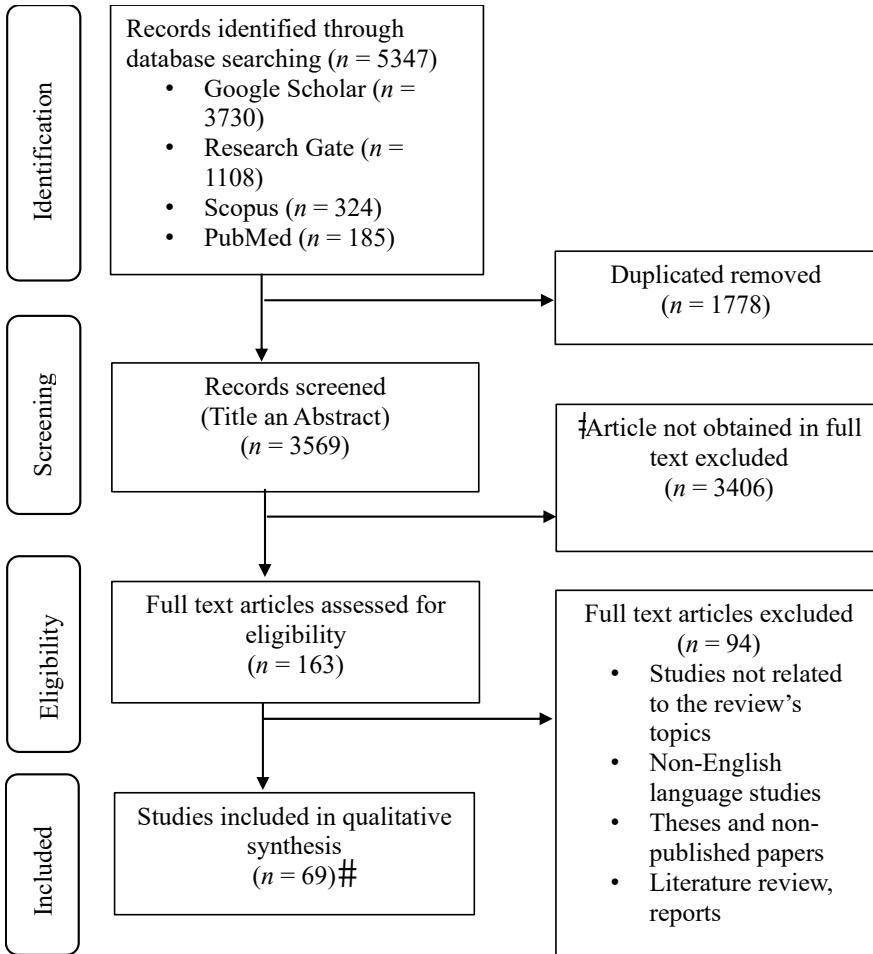 Identification
Records identified through
database searching (n = 5347)
• Google Scholar (n =
3730)
• Research Gate (n =
1108)
• Scopus (n = 324)
• PubMed (n = 185)
Duplicated removed
(n = 1778)
Screening
Records screened
(Title an Abstract)
(n = 3569)
‡Article not obtained in full
text excluded
(n = 3406)
Eligibility
Full text articles assessed for
eligibility
(n = 163)
Full text articles excluded
(n = 94)
• Studies not related
to the review’s
topics
• Non-English
language studies
• Theses and non-
published papers
• Literature review,
reports
Included
Studies included in qualitative
synthesis
(n = 69)#